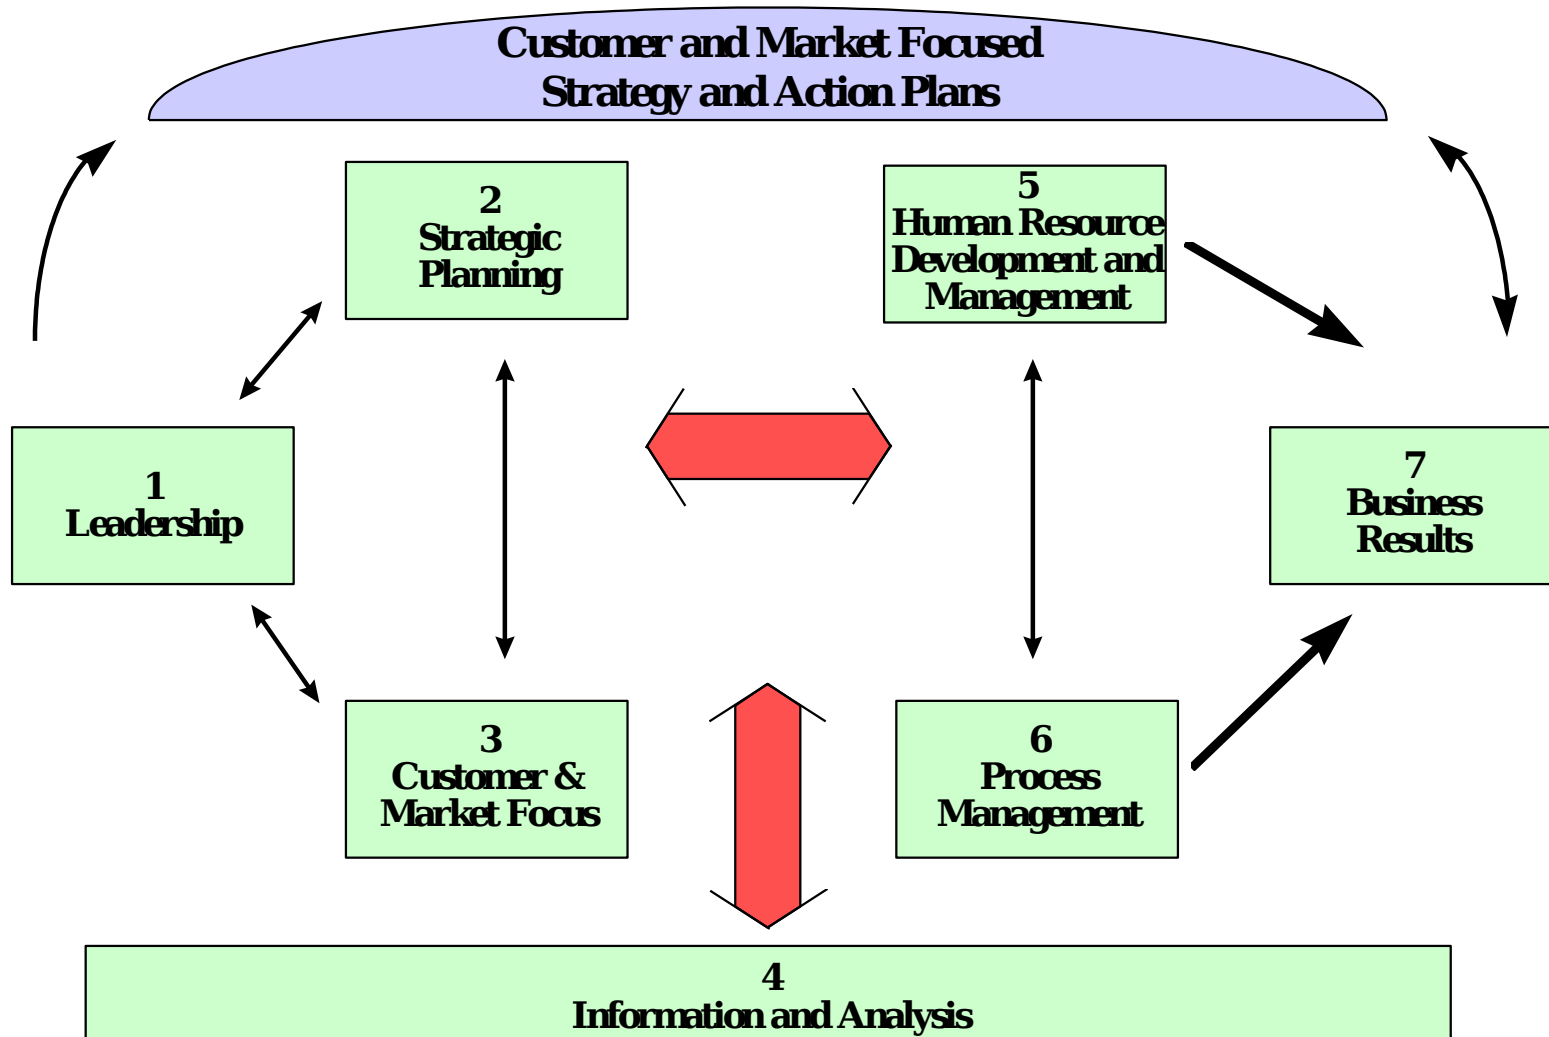 Customer and Market Focused
Strategy and Action Plans
2
Strategic
Planning
5
Human Resource
Development and
Management
1
Leadership
7
Business
Results
3
Customer &
Market Focus
6
Process
Management
4
Information and Analysis